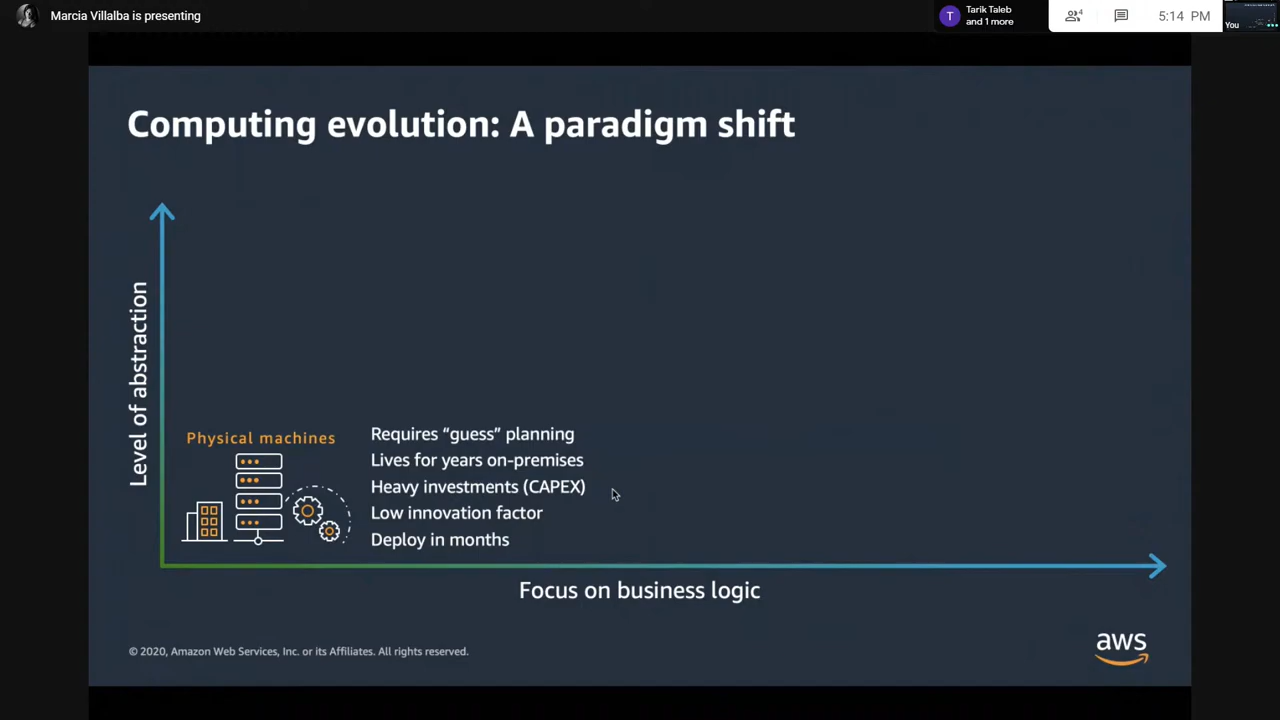 Marcia Villalba is presenting
T
Tarik Taleb
and 1 more
4
5:14 PM
You
Computing evolution: A paradigm shift
Level of abstraction
Physical machines
Requires “guess” planning
Lives for years on-premises
Heavy investments (CAPEX)
Low innovation factor
Deploy in months
Focus on business logic
© 2020, Amazon Web Services, Inc. or its Affiliates. All rights reserved.
aws